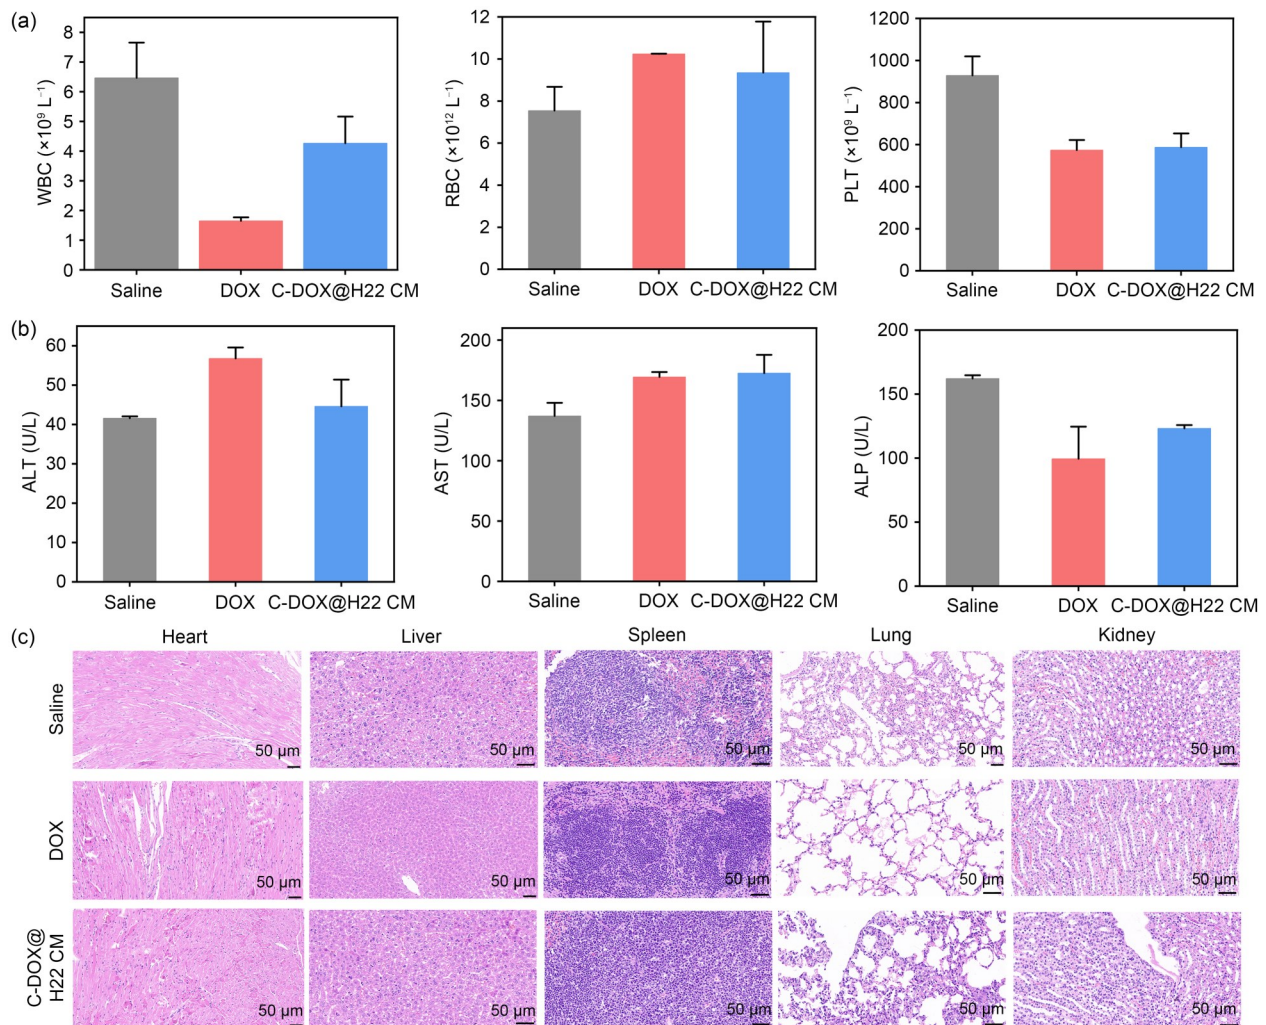 (a)
8
7
6
5
4
3
2
1
0
WBC (×10⁹ L⁻¹)
Saline DOX C-DOX@H22 CM
12
10
8
6
4
2
0
RBC (×10¹² L⁻¹)
Saline DOX C-DOX@H22 CM
1200
1000
800
600
400
200
0
PLT (×10⁹ L⁻¹)
Saline DOX C-DOX@H22 CM
(b)
60
50
40
30
20
10
0
ALT (U/L)
Saline DOX C-DOX@H22 CM
200
150
100
50
0
AST (U/L)
Saline DOX C-DOX@H22 CM
200
150
100
50
0
ALP (U/L)
Saline DOX C-DOX@H22 CM
(c)
Heart Liver Spleen Lung Kidney
Saline
50 µm 50 µm 50 µm 50 µm 50 µm
DOX
50 µm 50 µm 50 µm 50 µm 50 µm
C-DOX@
H22 CM
50 µm 50 µm 50 µm 50 µm 50 µm